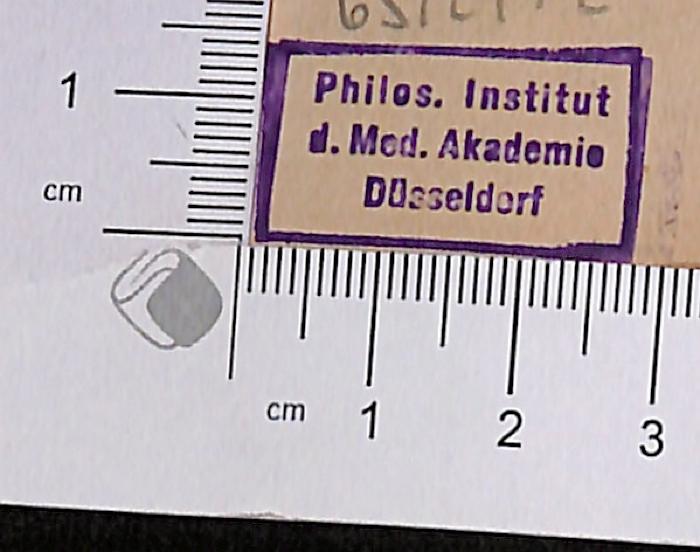 Philos. Institut
d. Med. Akademie
Düsseldorf
1
cm
cm
1
2
3